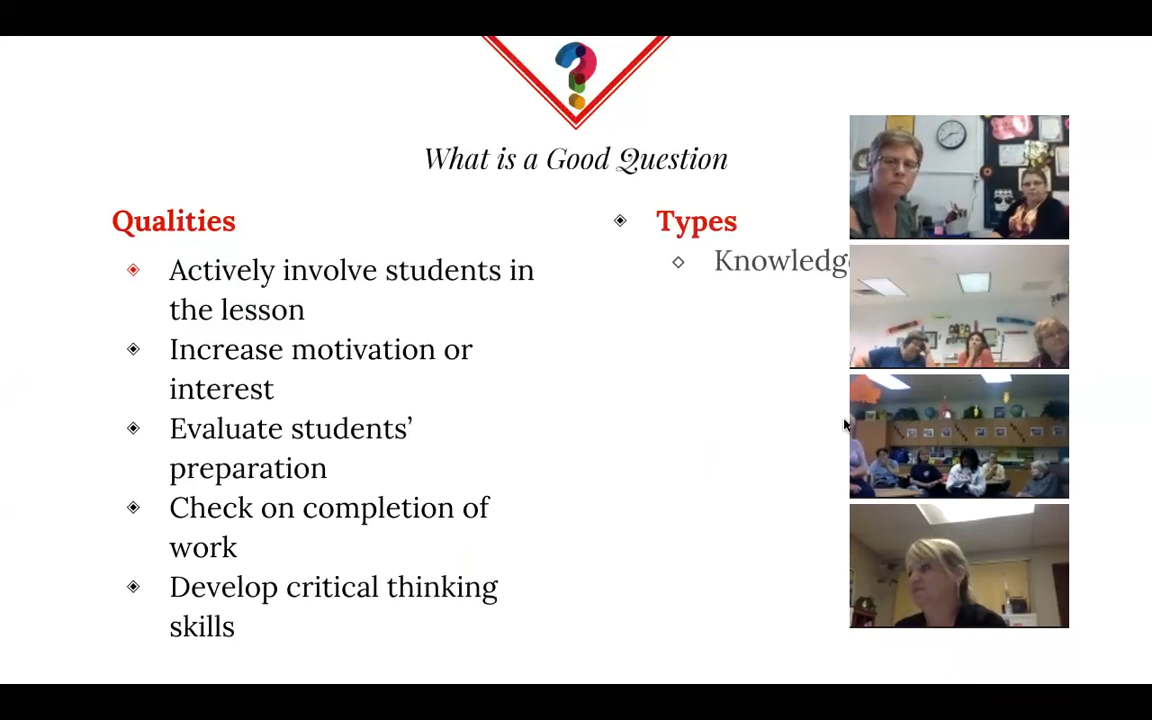 What is a Good Question
Qualities
Actively involve students in
the lesson
Increase motivation or
interest
Evaluate students’
preparation
Check on completion of
work
Develop critical thinking
skills
Types